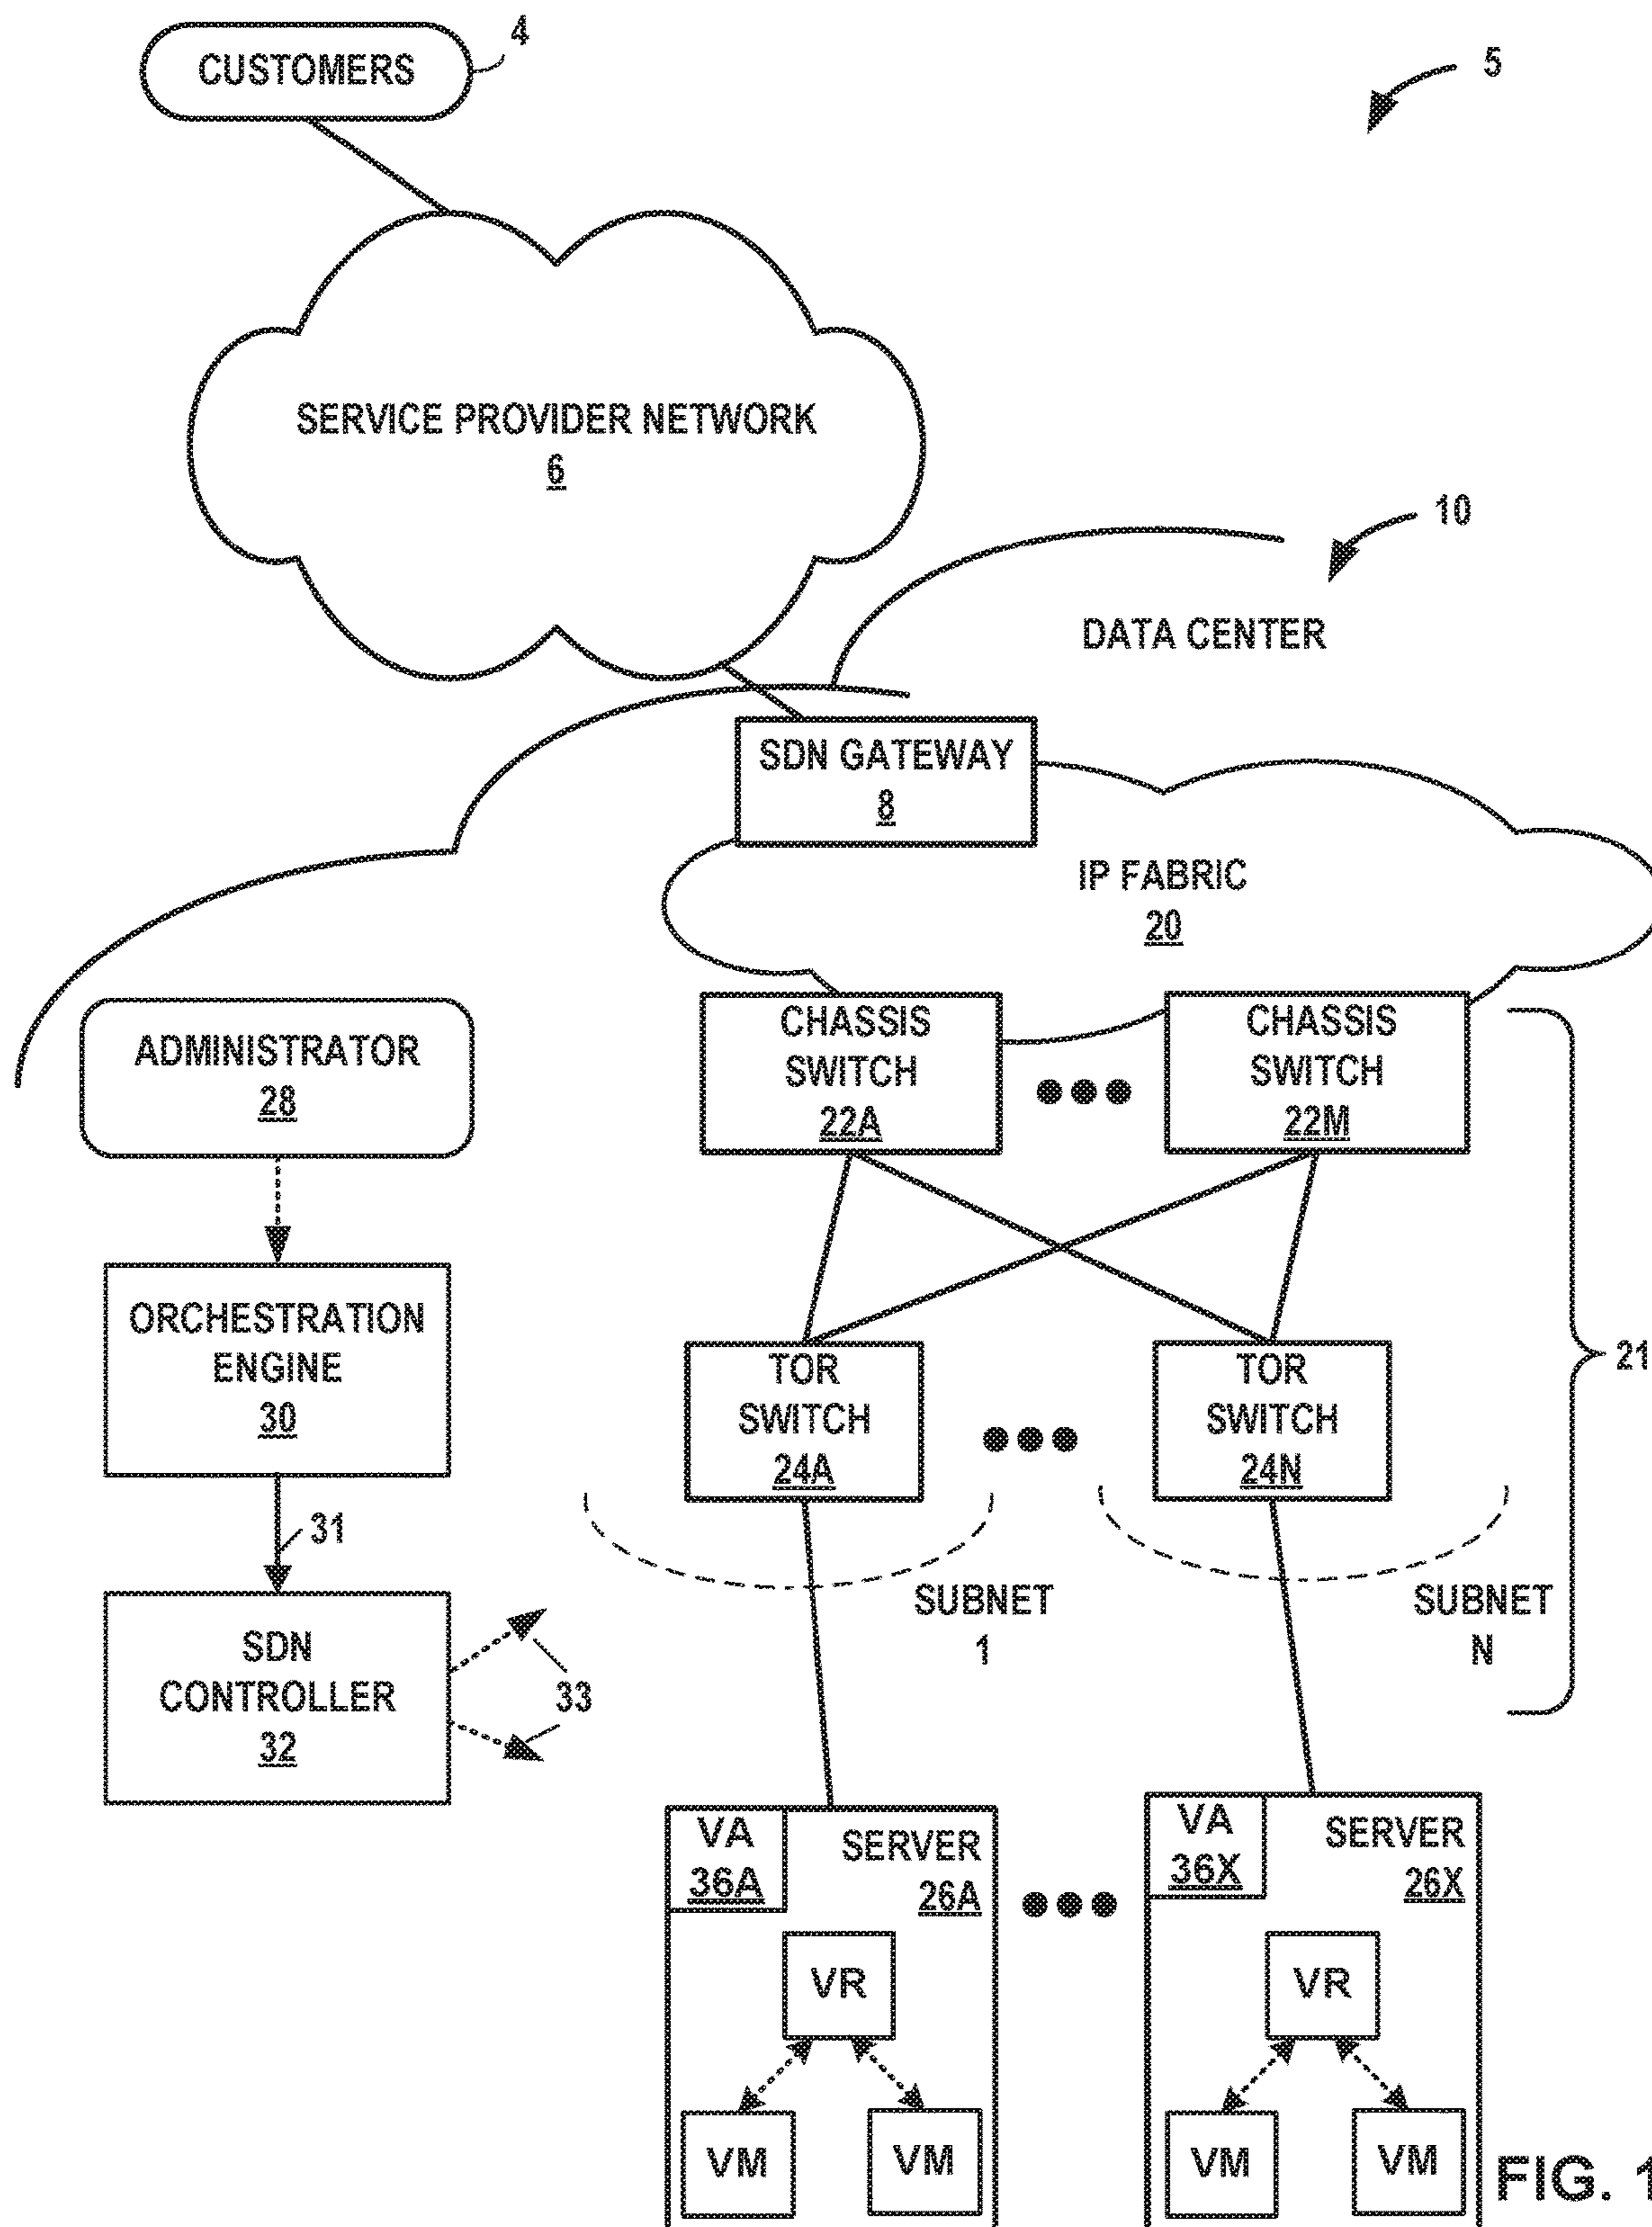 CUSTOMERS
4
5
SERVICE PROVIDER NETWORK
6
10
DATA CENTER
SDN GATEWAY
8
IP FABRIC
20
ADMINISTRATOR
28
CHASSIS
SWITCH
22A
CHASSIS
SWITCH
22M
ORCHESTRATION
ENGINE
30
TOR
SWITCH
24A
TOR
SWITCH
24N
21
31
SUBNET
1
SUBNET
N
SDN
CONTROLLER
32
33
VA
36A
SERVER
26A
VA
36X
SERVER
26X
VR
VR
VM
VM
VM
VM
FIG. 1